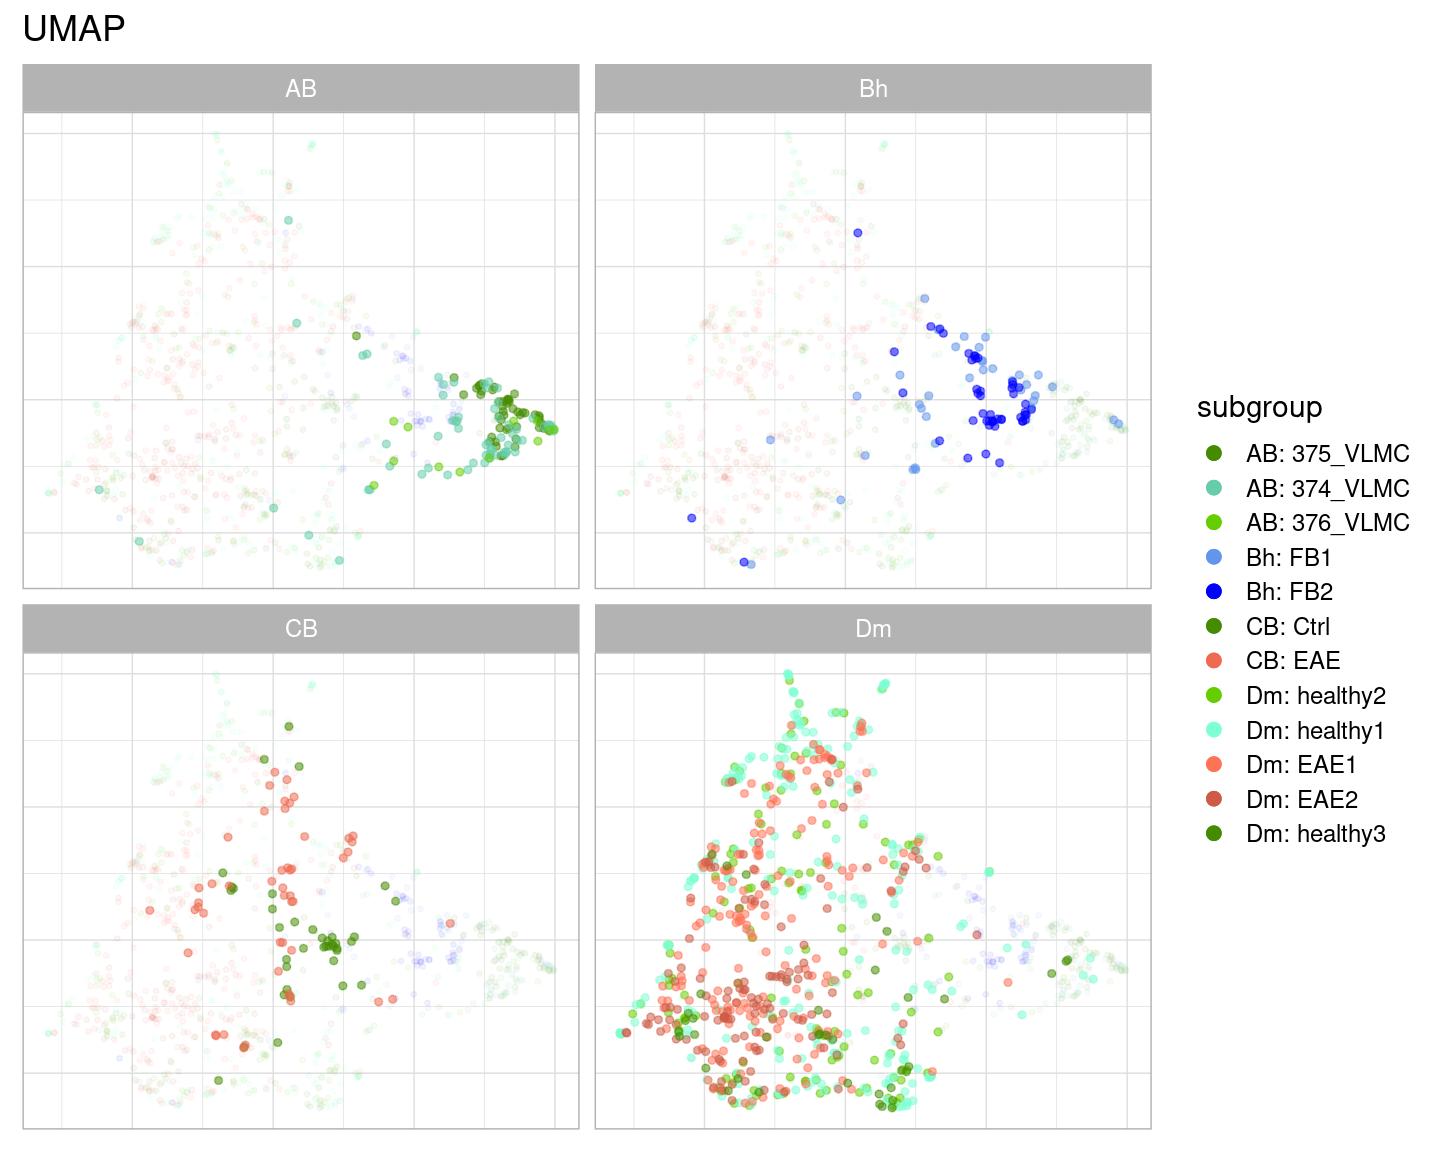 UMAP
AB
Bh
CB
Dm
subgroup
AB: 375_VLMC
AB: 374_VLMC
AB: 376_VLMC
Bh: FB1
Bh: FB2
CB: Ctrl
CB: EAE
Dm: healthy2
Dm: healthy1
Dm: EAE1
Dm: EAE2
Dm: healthy3